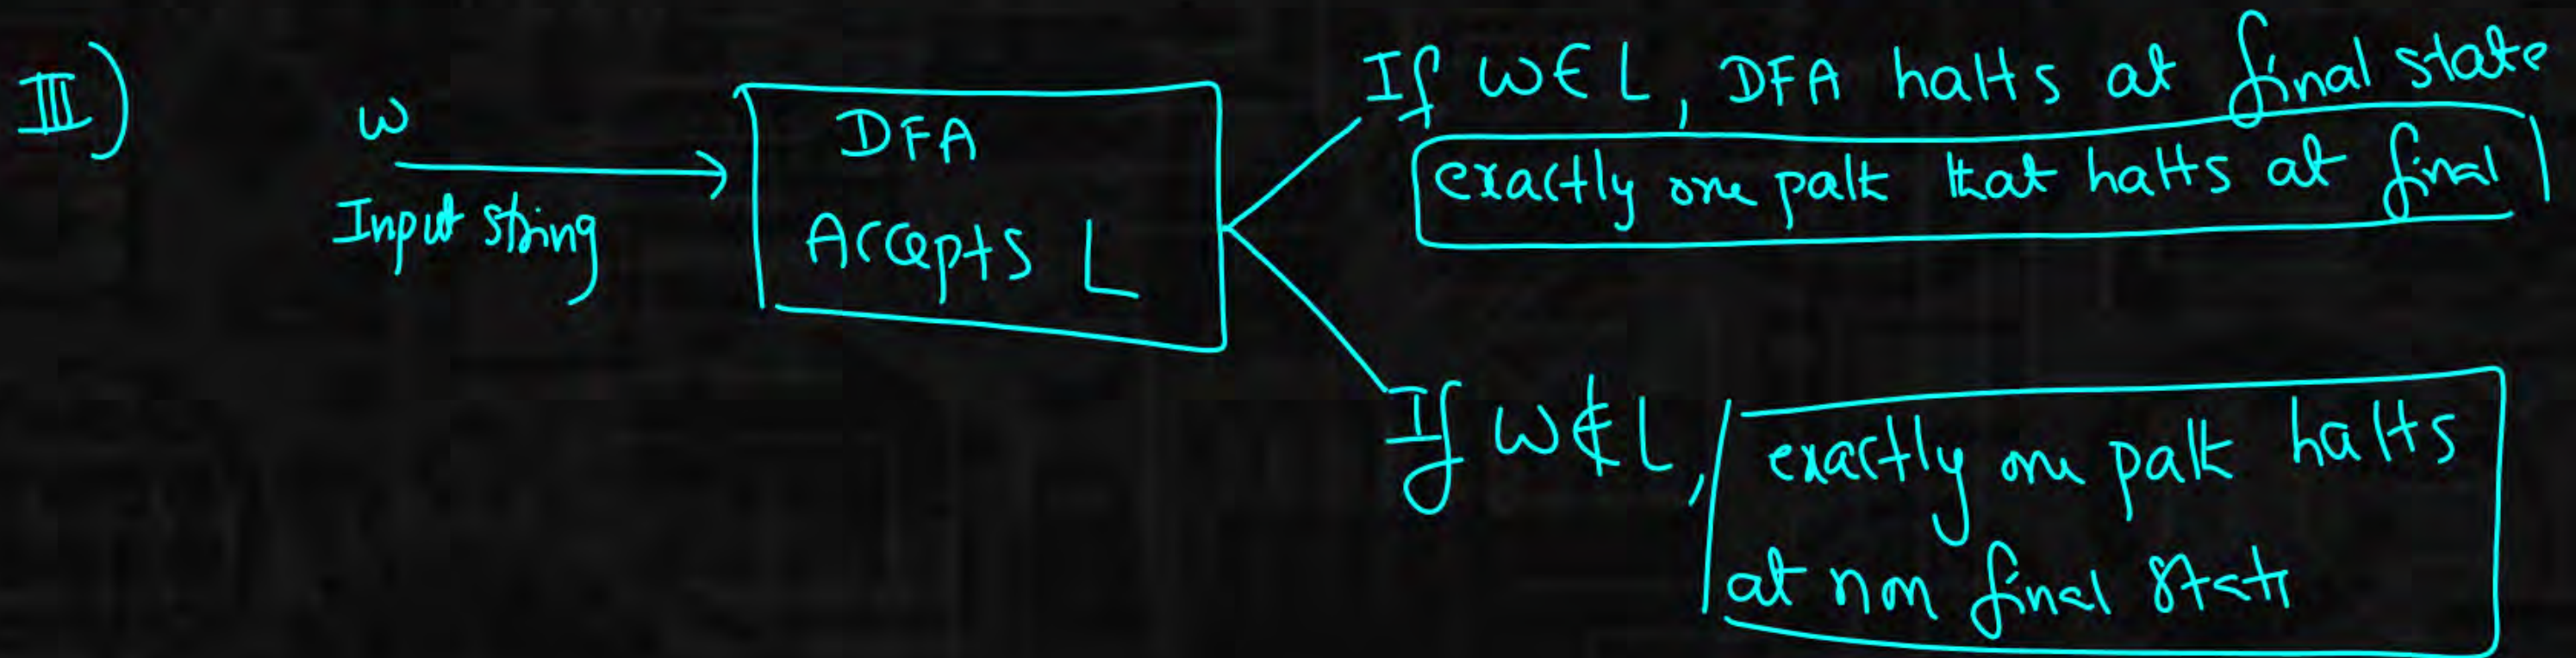 III)
w
Input string
DFA
Accepts L
If w∈L, DFA halts at final state
exactly one path that halts at final
If w∉L, exactly one path halts
at non final state